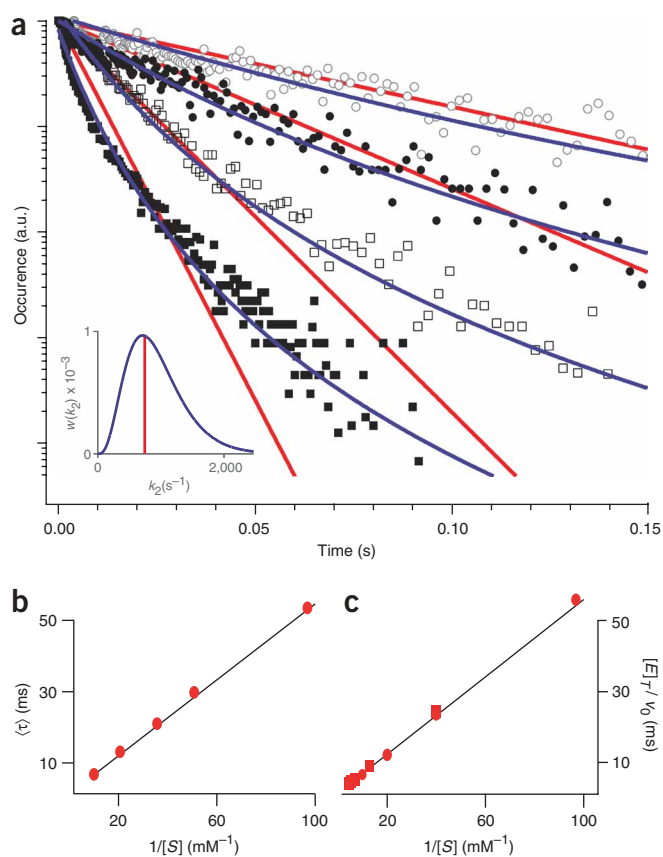 a
Occurence (a.u.)
1
w(k2) x 10−3
0
0
2,000
k2(s−1)
0.00
0.05
0.10
0.15
Time (s)
b
50
30
10
⟨τ⟩ (ms)
20
60
100
1/[S] (mM−1)
c
50
30
10
[E]T / v0 (ms)
20
60
100
1/[S] (mM−1)